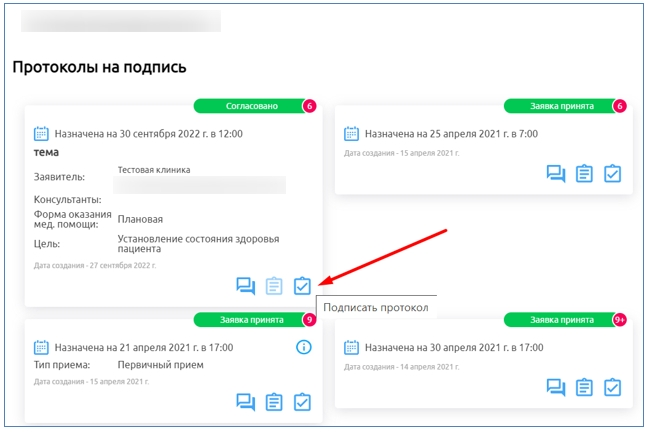 Протоколы на подпись
Согласовано 6
Назначена на 30 сентября 2022 г. в 12:00
тема
Заявитель: Тестовая клиника
Консультанты:
Форма оказания
мед. помощи: Плановая
Цель: Установление состояния здоровья
пациента
Дата создания - 27 сентября 2022 г.
Заявка принята 6
Назначена на 25 апреля 2021 г. в 7:00
Дата создания - 15 апреля 2021 г.
Подписать протокол
Заявка принята 9
Назначена на 21 апреля 2021 г. в 17:00
Тип приема: Первичный прием
Дата создания - 15 апреля 2021 г.
Заявка принята 9+
Назначена на 30 апреля 2021 г. в 17:00
Дата создания - 14 апреля 2021 г.